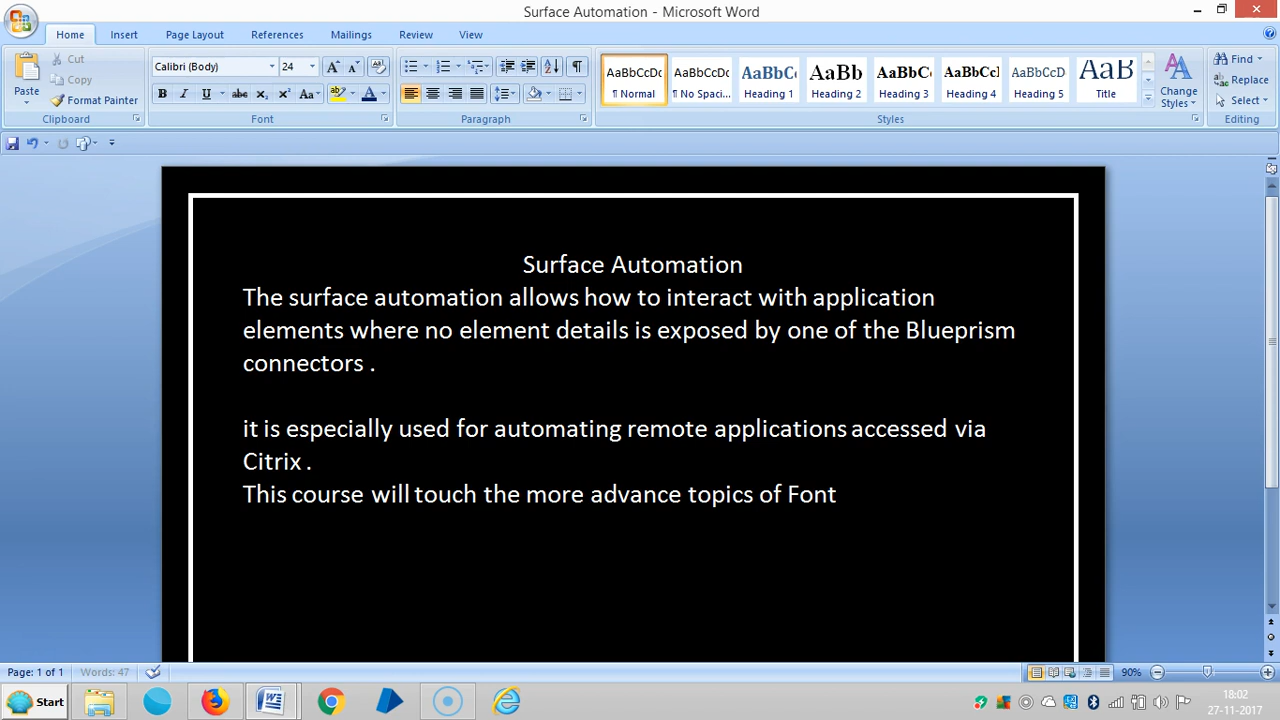 Surface Automation - Microsoft Word
Home Insert Page Layout References Mailings Review View
Cut
Copy
Format Painter
Paste
Clipboard
Calibri (Body) 24
Font
Paragraph
AaBbCcDc AaBbCcDc AaBbCc AaBb AaBbCc AaBbCcI AaBbCcD AaB
¶ Normal ¶ No Spaci... Heading 1 Heading 2 Heading 3 Heading 4 Heading 5 Title
Change Styles
Styles
Find
Replace
Select
Editing
Surface Automation
The surface automation allows how to interact with application
elements where no element details is exposed by one of the Blueprism
connectors .
it is especially used for automating remote applications accessed via
Citrix .
This course will touch the more advance topics of Font
Page: 1 of 1 Words: 47 90%
Start
18:02
27-11-2017